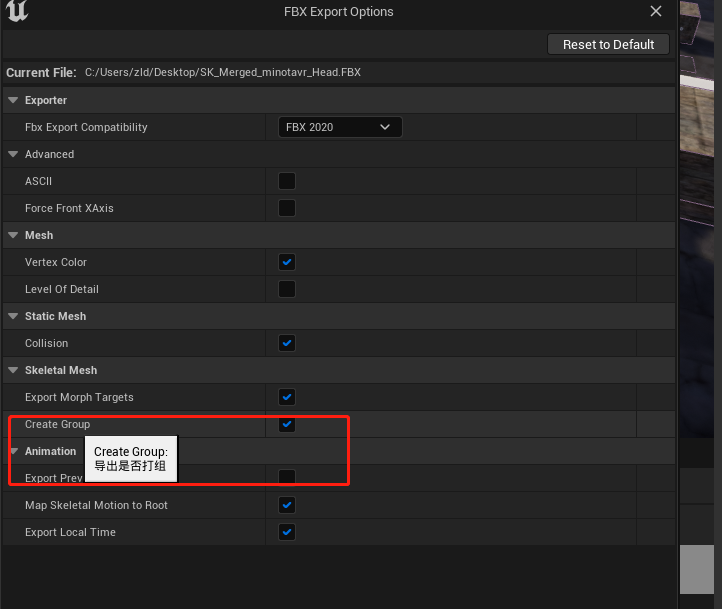 FBX Export Options
Reset to Default
Current File: C:/Users/zld/Desktop/SK_Merged_minotavr_Head.FBX
Exporter
Fbx Export Compatibility FBX 2020
Advanced
ASCII
Force Front XAxis
Mesh
Vertex Color
Level Of Detail
Static Mesh
Collision
Skeletal Mesh
Export Morph Targets
Create Group
Animation
Create Group:
导出是否打组
Export Prev
Map Skeletal Motion to Root
Export Local Time